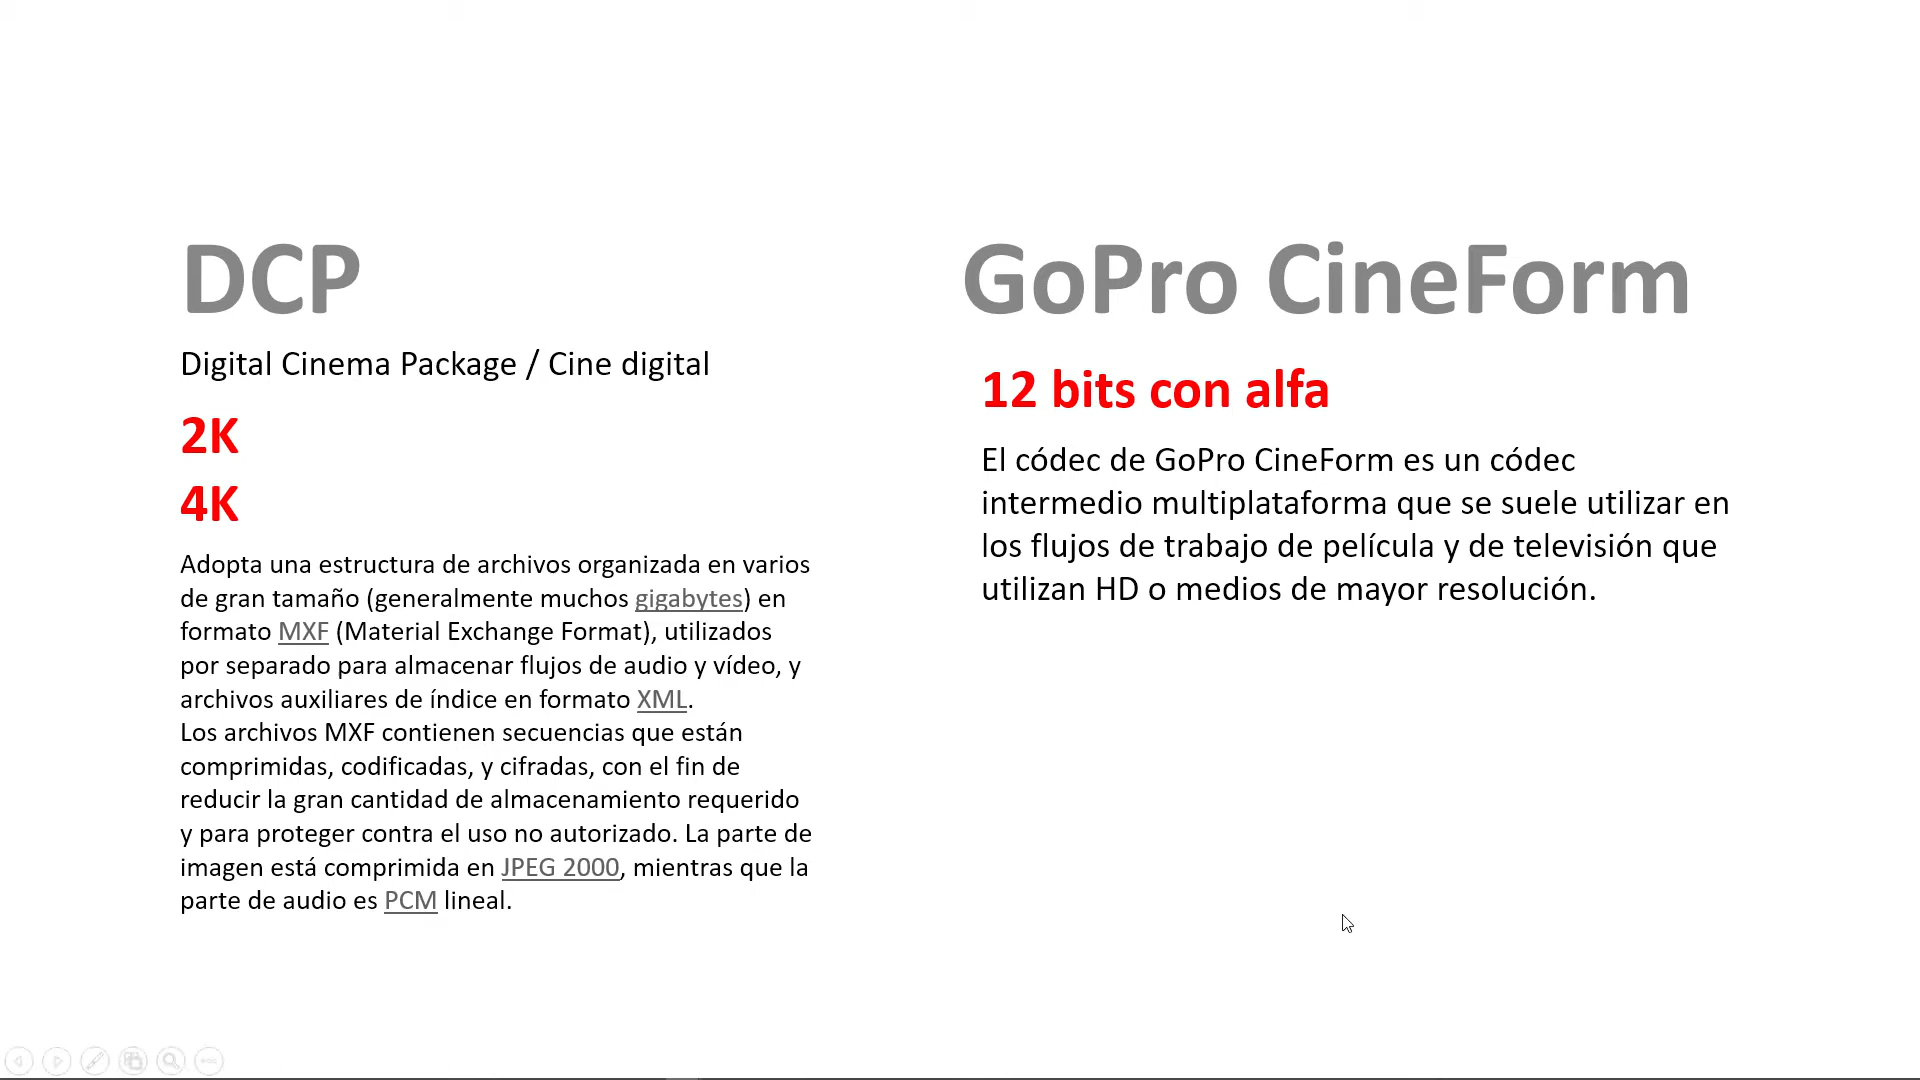 DCP
Digital Cinema Package / Cine digital
2K
4K
Adopta una estructura de archivos organizada en varios
de gran tamaño (generalmente muchos gigabytes) en
formato MXF (Material Exchange Format), utilizados
por separado para almacenar flujos de audio y vídeo, y
archivos auxiliares de índice en formato XML.
Los archivos MXF contienen secuencias que están
comprimidas, codificadas, y cifradas, con el fin de
reducir la gran cantidad de almacenamiento requerido
y para proteger contra el uso no autorizado. La parte de
imagen está comprimida en JPEG 2000, mientras que la
parte de audio es PCM lineal.
GoPro CineForm
12 bits con alfa
El códec de GoPro CineForm es un códec
intermedio multiplataforma que se suele utilizar en
los flujos de trabajo de película y de televisión que
utilizan HD o medios de mayor resolución.